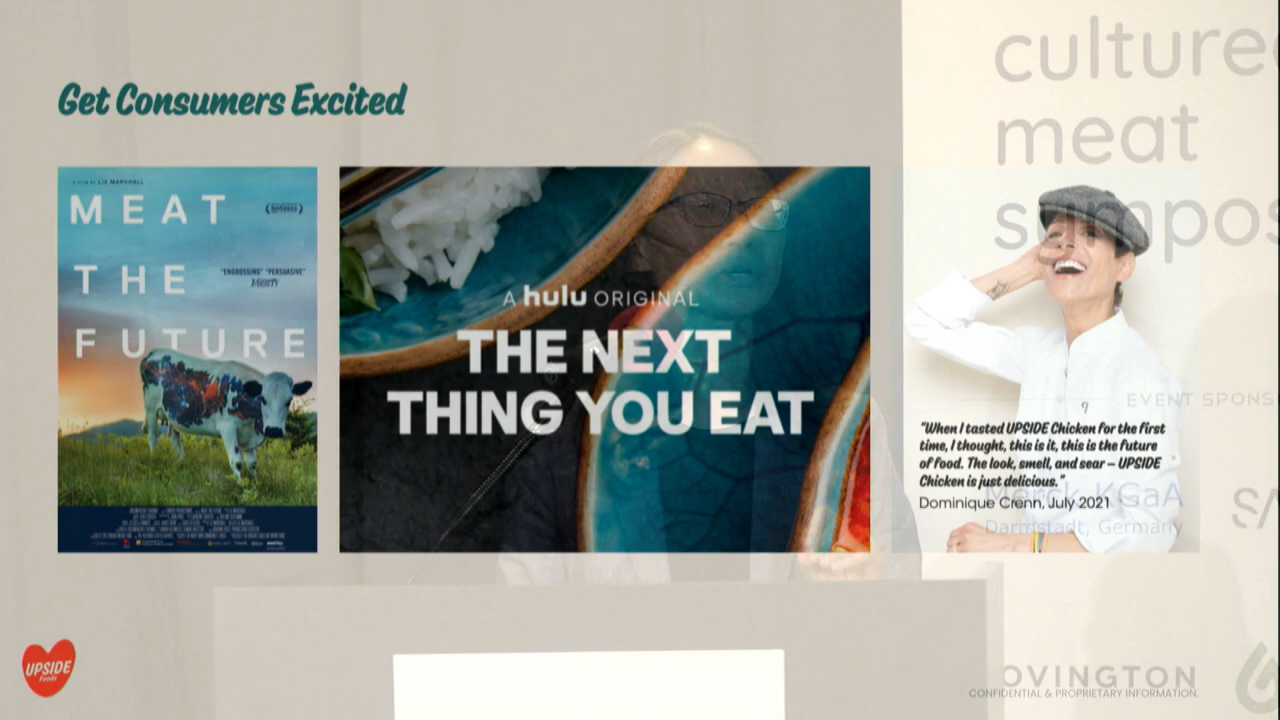 cultured
meat
sympos
Get Consumers Excited
A FILM BY LIZ MARSHALL
MEAT
THE
FUTURE
"ENGROSSING" "PERSUASIVE"
VARIETY
A hulu ORIGINAL
THE NEXT
THING YOU EAT
EVENT SPONS
"When I tasted UPSIDE Chicken for the first
time, I thought, this is it, this is the future
of food. The look, smell, and sear – UPSIDE
Chicken is just delicious."
Dominique Crenn, July 2021
Merck KGaA
Darmstadt, Germany
UPSIDE
Foods
OVINGTON
CONFIDENTIAL & PROPRIETARY INFORMATION.